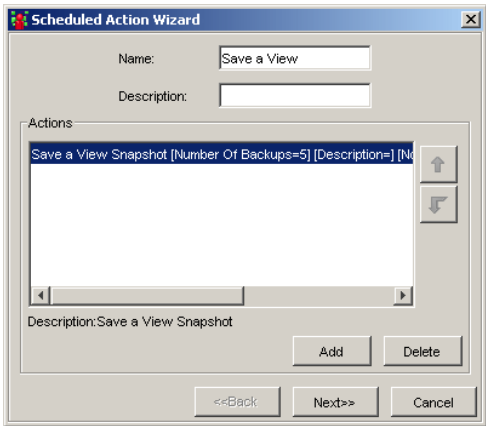 Scheduled Action Wizard
Name: Save a View
Description:
Actions
Save a View Snapshot [Number Of Backups=5] [Description=] [No
Description:Save a View Snapshot
Add Delete
<<Back Next>> Cancel